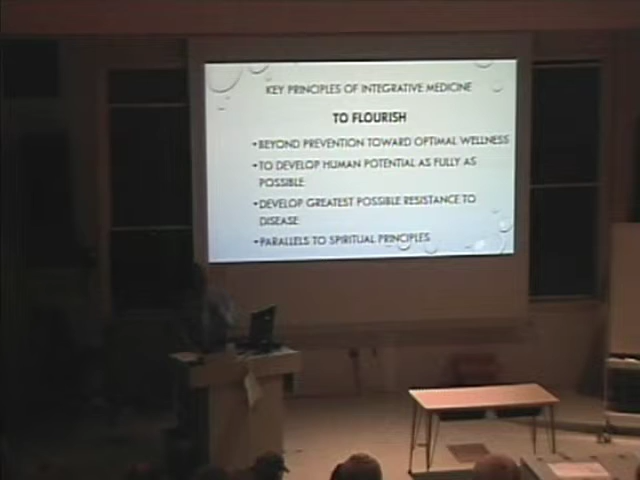 KEY PRINCIPLES OF INTEGRATIVE MEDICINE
TO FLOURISH
•BEYOND PREVENTION TOWARD OPTIMAL WELLNESS
•TO DEVELOP HUMAN POTENTIAL AS FULLY AS
POSSIBLE
•DEVELOP GREATEST POSSIBLE RESISTANCE TO
DISEASE
•PARALLELS TO SPIRITUAL PRINCIPLES